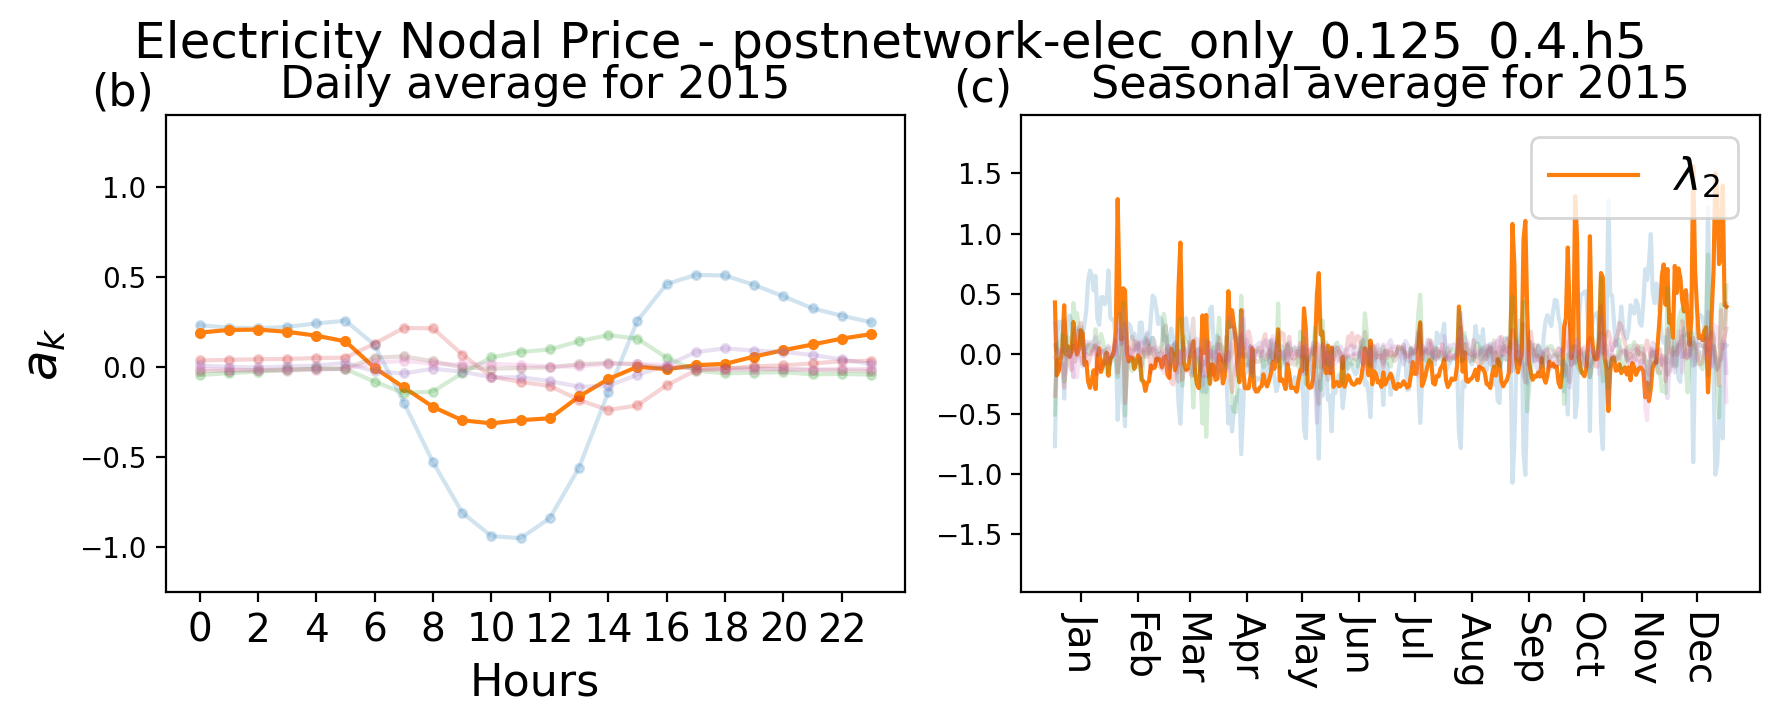 Electricity Nodal Price - postnetwork-elec_only_0.125_0.4.h5
(b)
Daily average for 2015
a_k
1.0
0.5
0.0
−0.5
−1.0
0 2 4 6 8 10 12 14 16 18 20 22
Hours
(c)
Seasonal average for 2015
λ_2
1.5
1.0
0.5
0.0
−0.5
−1.0
−1.5
Jan Feb Mar Apr May Jun Jul Aug Sep Oct Nov Dec